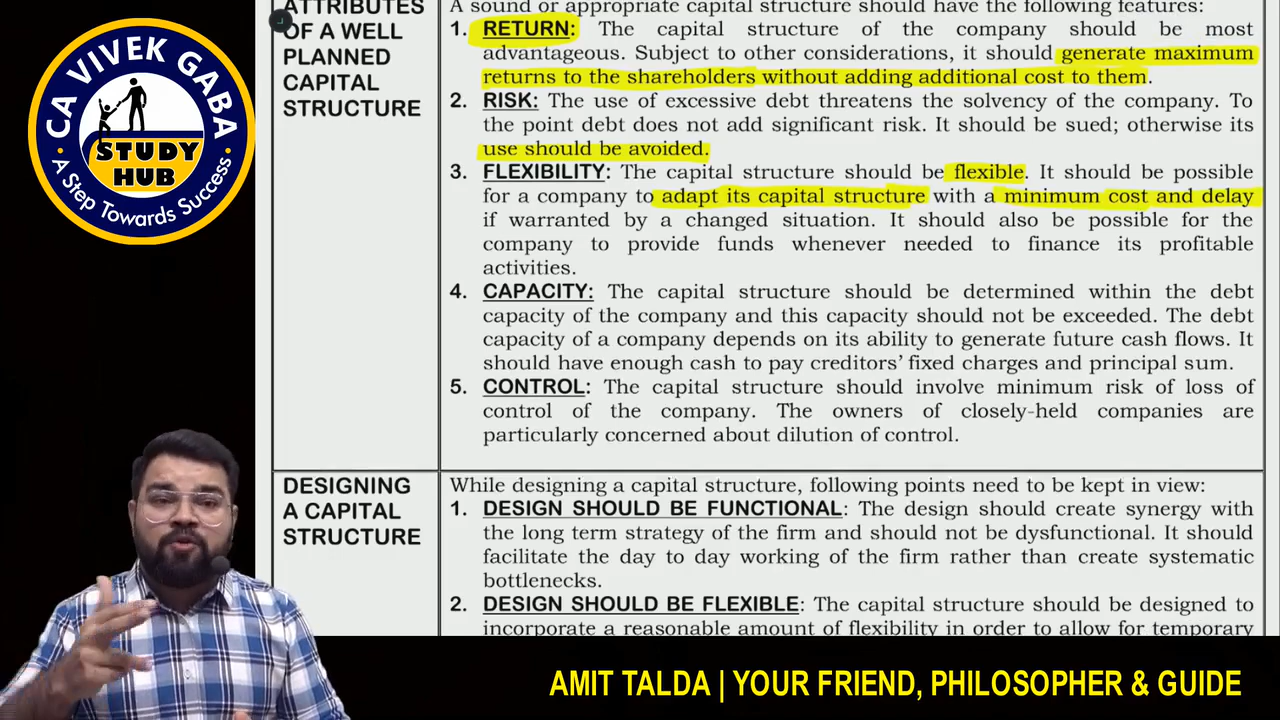 CA VIVEK GABA
STUDY
HUB
· A Step Towards Success ·
ATTRIBUTES
OF A WELL
PLANNED
CAPITAL
STRUCTURE
A sound or appropriate capital structure should have the following features:
1. RETURN: The capital structure of the company should be most
advantageous. Subject to other considerations, it should generate maximum
returns to the shareholders without adding additional cost to them.
2. RISK: The use of excessive debt threatens the solvency of the company. To
the point debt does not add significant risk. It should be sued; otherwise its
use should be avoided.
3. FLEXIBILITY: The capital structure should be flexible. It should be possible
for a company to adapt its capital structure with a minimum cost and delay
if warranted by a changed situation. It should also be possible for the
company to provide funds whenever needed to finance its profitable
activities.
4. CAPACITY: The capital structure should be determined within the debt
capacity of the company and this capacity should not be exceeded. The debt
capacity of a company depends on its ability to generate future cash flows. It
should have enough cash to pay creditors’ fixed charges and principal sum.
5. CONTROL: The capital structure should involve minimum risk of loss of
control of the company. The owners of closely-held companies are
particularly concerned about dilution of control.
DESIGNING
A CAPITAL
STRUCTURE
While designing a capital structure, following points need to be kept in view:
1. DESIGN SHOULD BE FUNCTIONAL: The design should create synergy with
the long term strategy of the firm and should not be dysfunctional. It should
facilitate the day to day working of the firm rather than create systematic
bottlenecks.
2. DESIGN SHOULD BE FLEXIBLE: The capital structure should be designed to
incorporate a reasonable amount of flexibility in order to allow for temporary
AMIT TALDA | YOUR FRIEND, PHILOSOPHER & GUIDE